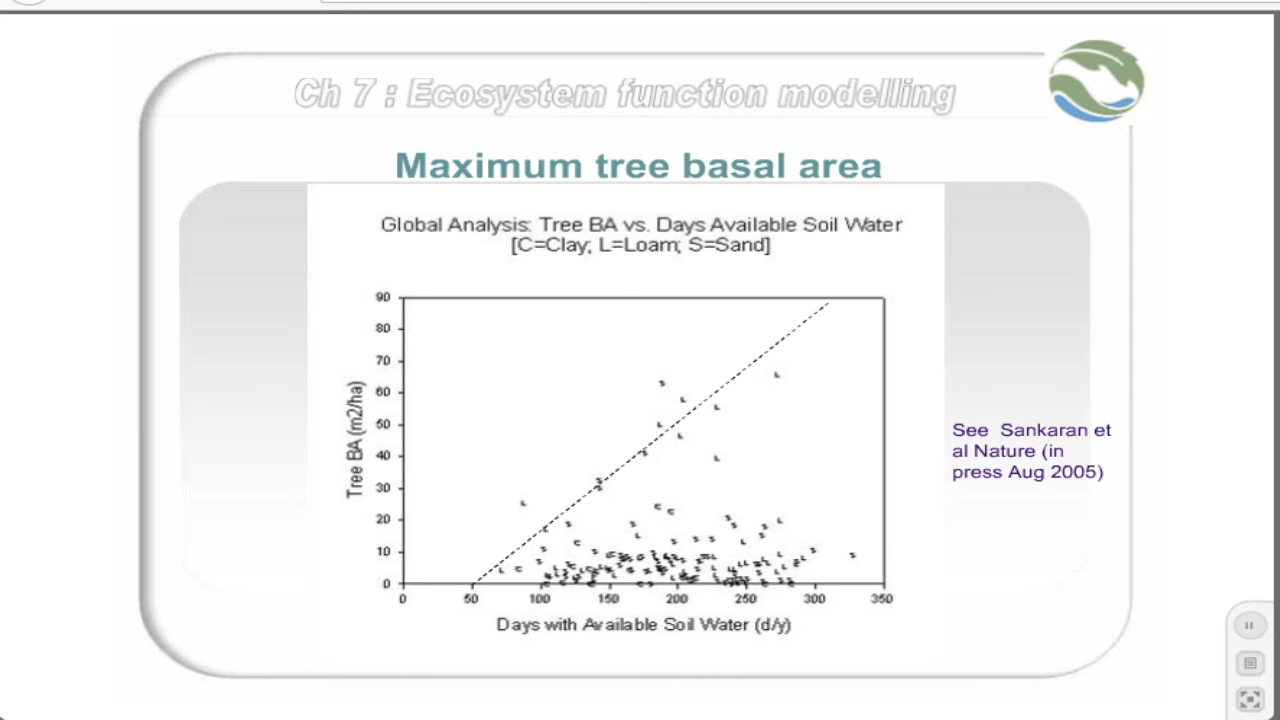 Ch 7 : Ecosystem function modelling
Maximum tree basal area
Global Analysis: Tree BA vs. Days Available Soil Water
[C=Clay; L=Loam; S=Sand]
90
80
70
60
50
40
30
20
10
0
Tree BA (m2/ha)
0 50 100 150 200 250 300 350
Days with Available Soil Water (d/y)
See Sankaran et
al Nature (in
press Aug 2005)